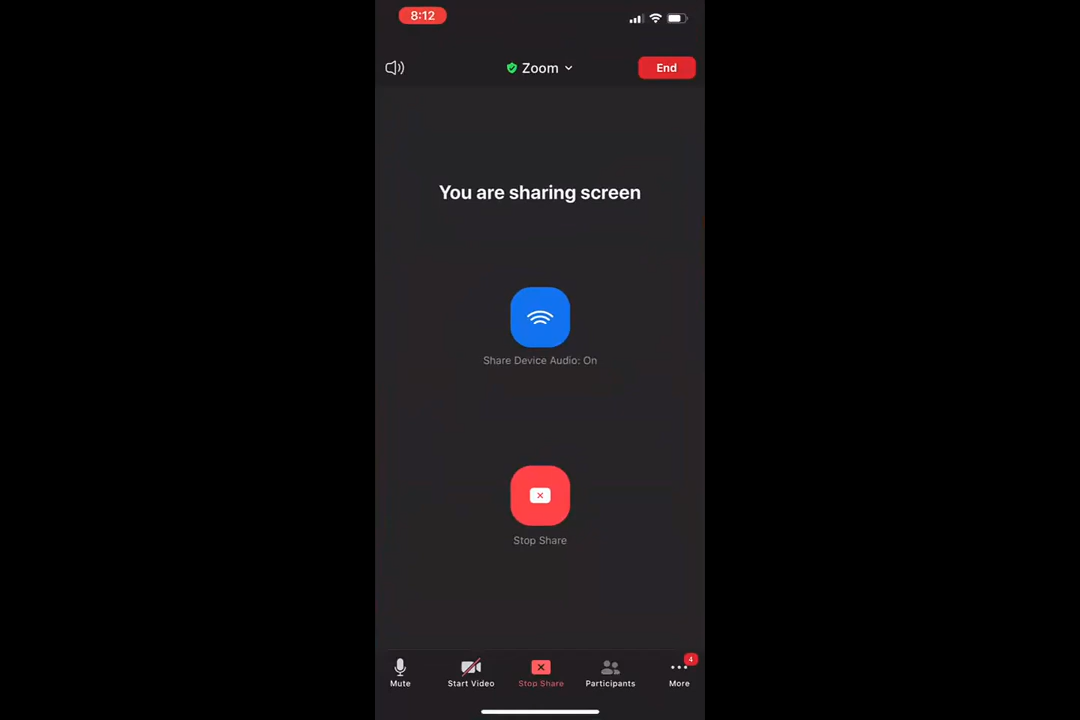 8:12
Zoom
End
You are sharing screen
Share Device Audio: On
Stop Share
4
Mute
Start Video
Stop Share
Participants
More